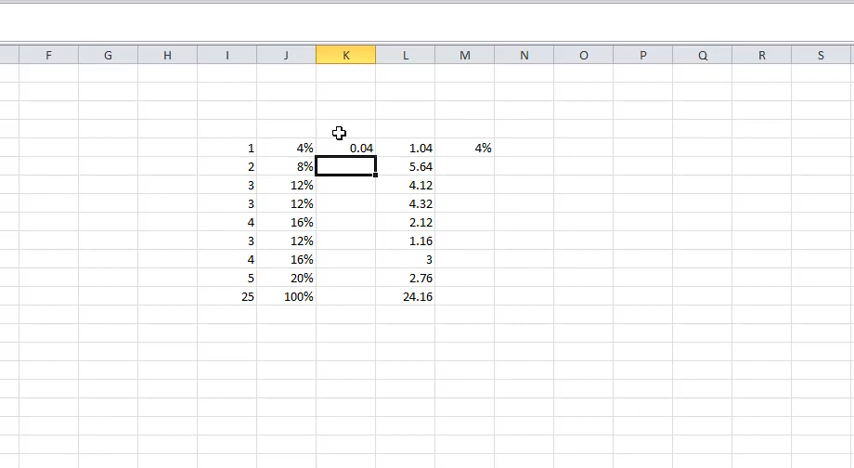 F G H I J K L M N O P Q R S
1 4% 0.04 1.04 4%
2 8% 5.64
3 12% 4.12
3 12% 4.32
4 16% 2.12
3 12% 1.16
4 16% 3
5 20% 2.76
25 100% 24.16